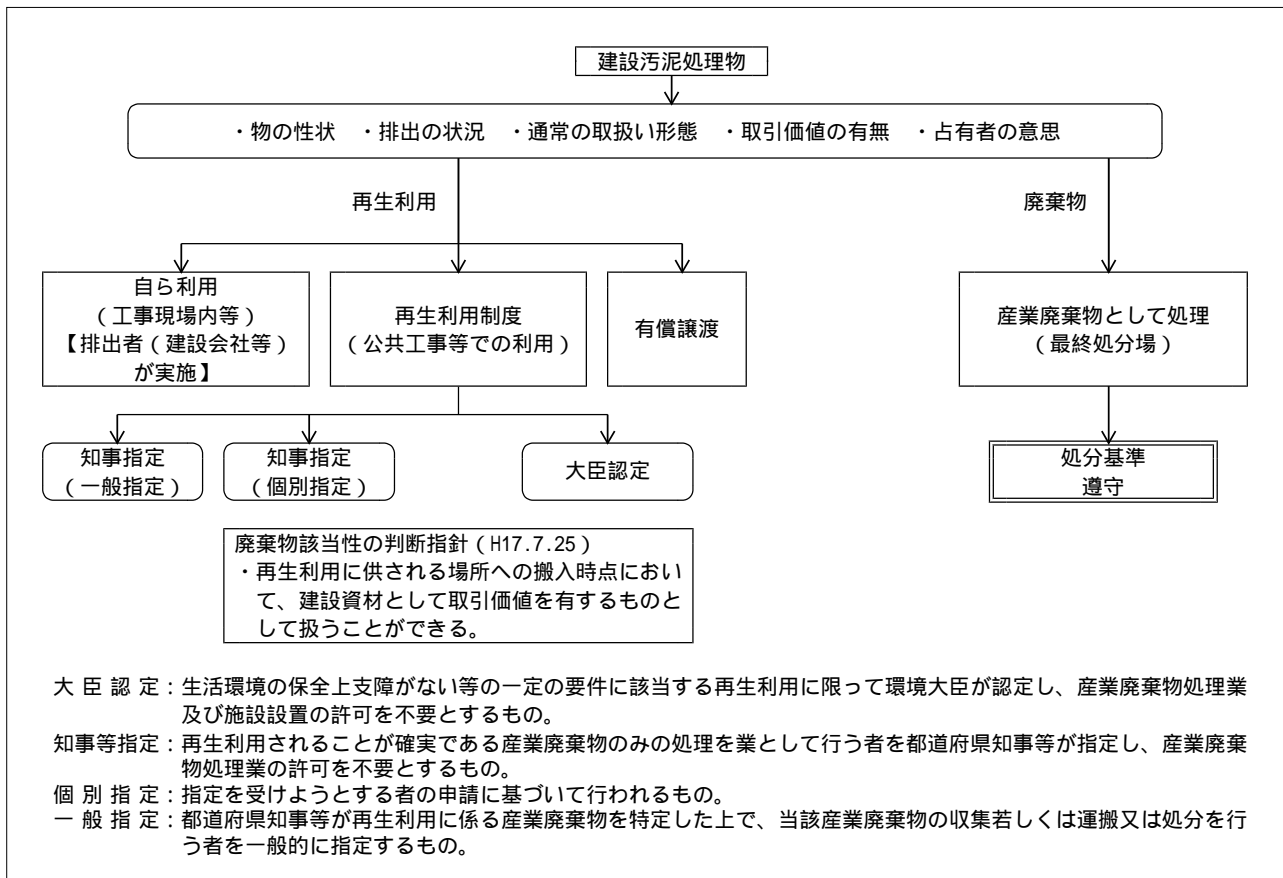 建設汚泥処理物
・物の性状 ・排出の状況 ・通常の取扱い形態 ・取引価値の有無 ・占有者の意思
再生利用
廃棄物
自ら利用
(工事現場内等)
【排出者(建設会社等)
が実施】
再生利用制度
(公共工事等での利用)
有償譲渡
産業廃棄物として処理
(最終処分場)
知事指定
(一般指定)
知事指定
(個別指定)
大臣認定
処分基準
遵守
廃棄物該当性の判断指針(H17.7.25)
・再生利用に供される場所への搬入時点におい
て、建設資材として取引価値を有するものと
して扱うことができる。
大臣認定:生活環境の保全上支障がない等の一定の要件に該当する再生利用に限って環境大臣が認定し、産業廃棄物処理業
及び施設設置の許可を不要とするもの。
知事等指定:再生利用されることが確実である産業廃棄物のみの処理を業として行う者を都道府県知事等が指定し、産業廃棄
物処理業の許可を不要とするもの。
個別指定:指定を受けようとする者の申請に基づいて行われるもの。
一般指定:都道府県知事等が再生利用に係る産業廃棄物を特定した上で、当該産業廃棄物の収集若しくは運搬又は処分を行
う者を一般的に指定するもの。